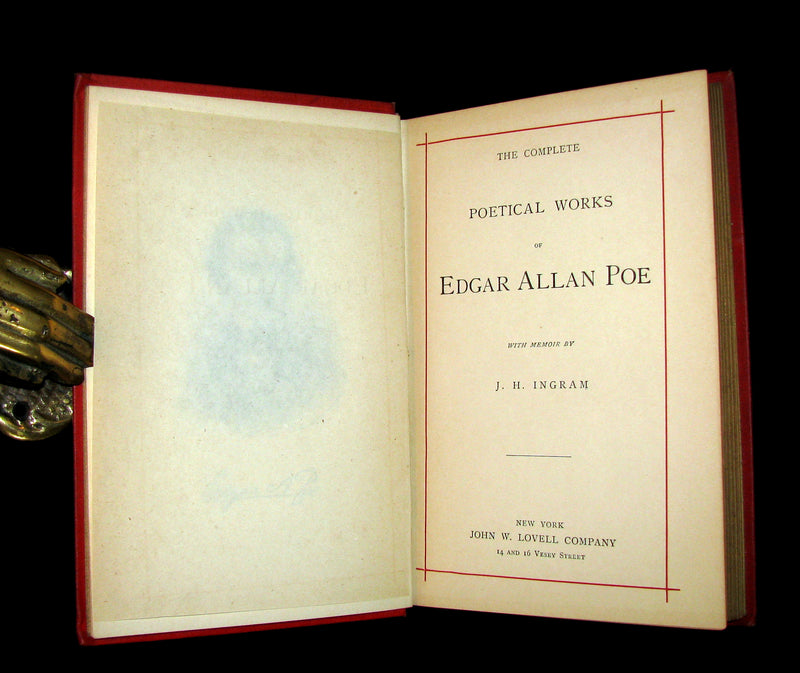 THE COMPLETE
POETICAL WORKS
OF
EDGAR ALLAN POE
WITH MEMOIR BY
J. H. INGRAM
NEW YORK
JOHN W. LOVELL COMPANY
14 AND 16 VESEY STREET